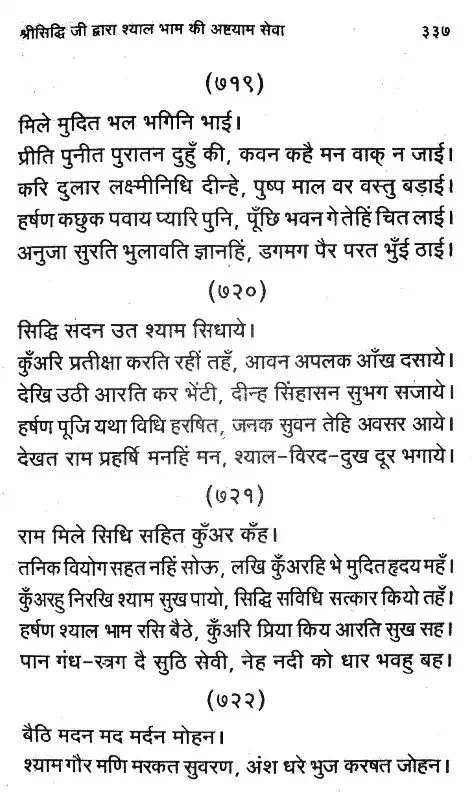 श्रीसिद्धि जी द्वारा श्याल भाम की अष्टयाम सेवा ३३७
(७१९)
मिले मुदित भल भगिनि भाई।
प्रीति पुनीत पुरातन दुहुँ की, कवन कहै मन वाक् न जाई।
करि दुलार लक्ष्मीनिधि दीन्हे, पुष्प माल वर वस्तु बड़ाई।
हर्षण कछुक पवाय प्यारि पुनि, पूँछि भवन गे तेहिं चित लाई।
अनुजा सुरति भुलावति ज्ञानहिं, डगमग पैर परत भुँई ठाई।
(७२०)
सिद्धि सदन उत श्याम सिधाये।
कुँअरि प्रतीक्षा करति रहीं तहँ, आवन अपलक आँख दसाये।
देखि उठी आरति कर भेंटी, दीन्ह सिंहासन सुभग सजाये।
हर्षण पूजि यथा विधि हरषित, जनक सुवन तेहि अवसर आये।
देखत राम प्रहर्षि मनहिं मन, श्याल-विरद-दुख दूर भगाये।
(७२१)
राम मिले सिधि सहित कुँअर कँह।
तनिक वियोग सहत नहिं सोऊ, लखि कुँअरहि भे मुदित हृदय महँ।
कुँअरहु निरखि श्याम सुख पायो, सिद्धि सविधि सत्कार कियो तहँ।
हर्षण श्याल भाम रसि बैठे, कुँअरि प्रिया किय आरति सुख सह।
पान गंध-स्त्रग दै सुठि सेवी, नेह नदी को धार भवहु बह।
(७२२)
बैठि मदन मद मर्दन मोहन।
श्याम गौर मणि मरकत सुवरण, अंश धरे भुज करषत जोहन।